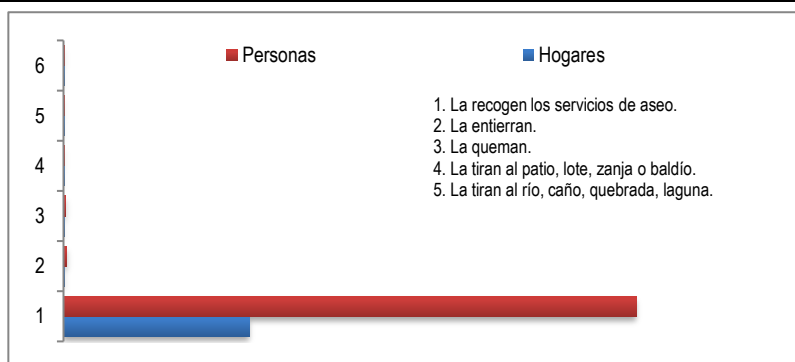 Personas Hogares
6
5
4
3
2
1
1. La recogen los servicios de aseo.
2. La entierran.
3. La queman.
4. La tiran al patio, lote, zanja o baldío.
5. La tiran al río, caño, quebrada, laguna.